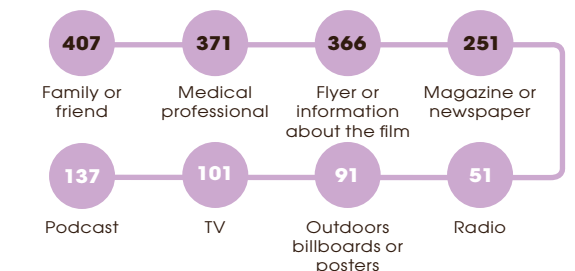 407
371
366
251
Family or
friend
Medical
professional
Flyer or
information
about the film
Magazine or
newspaper
137
101
91
51
Podcast
TV
Outdoors
billboards or
posters
Radio